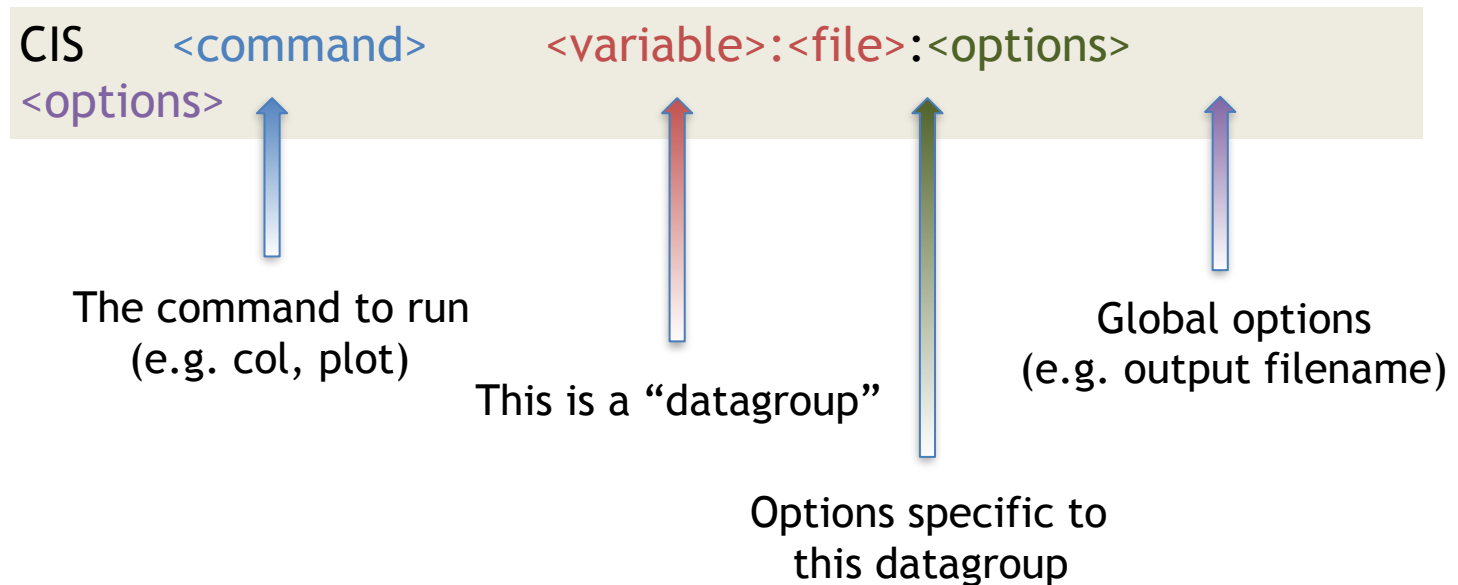 CIS <command> <variable>:<file>:<options>
<options>
The command to run
(e.g. col, plot)
This is a “datagroup”
Options specific to
this datagroup
Global options
(e.g. output filename)